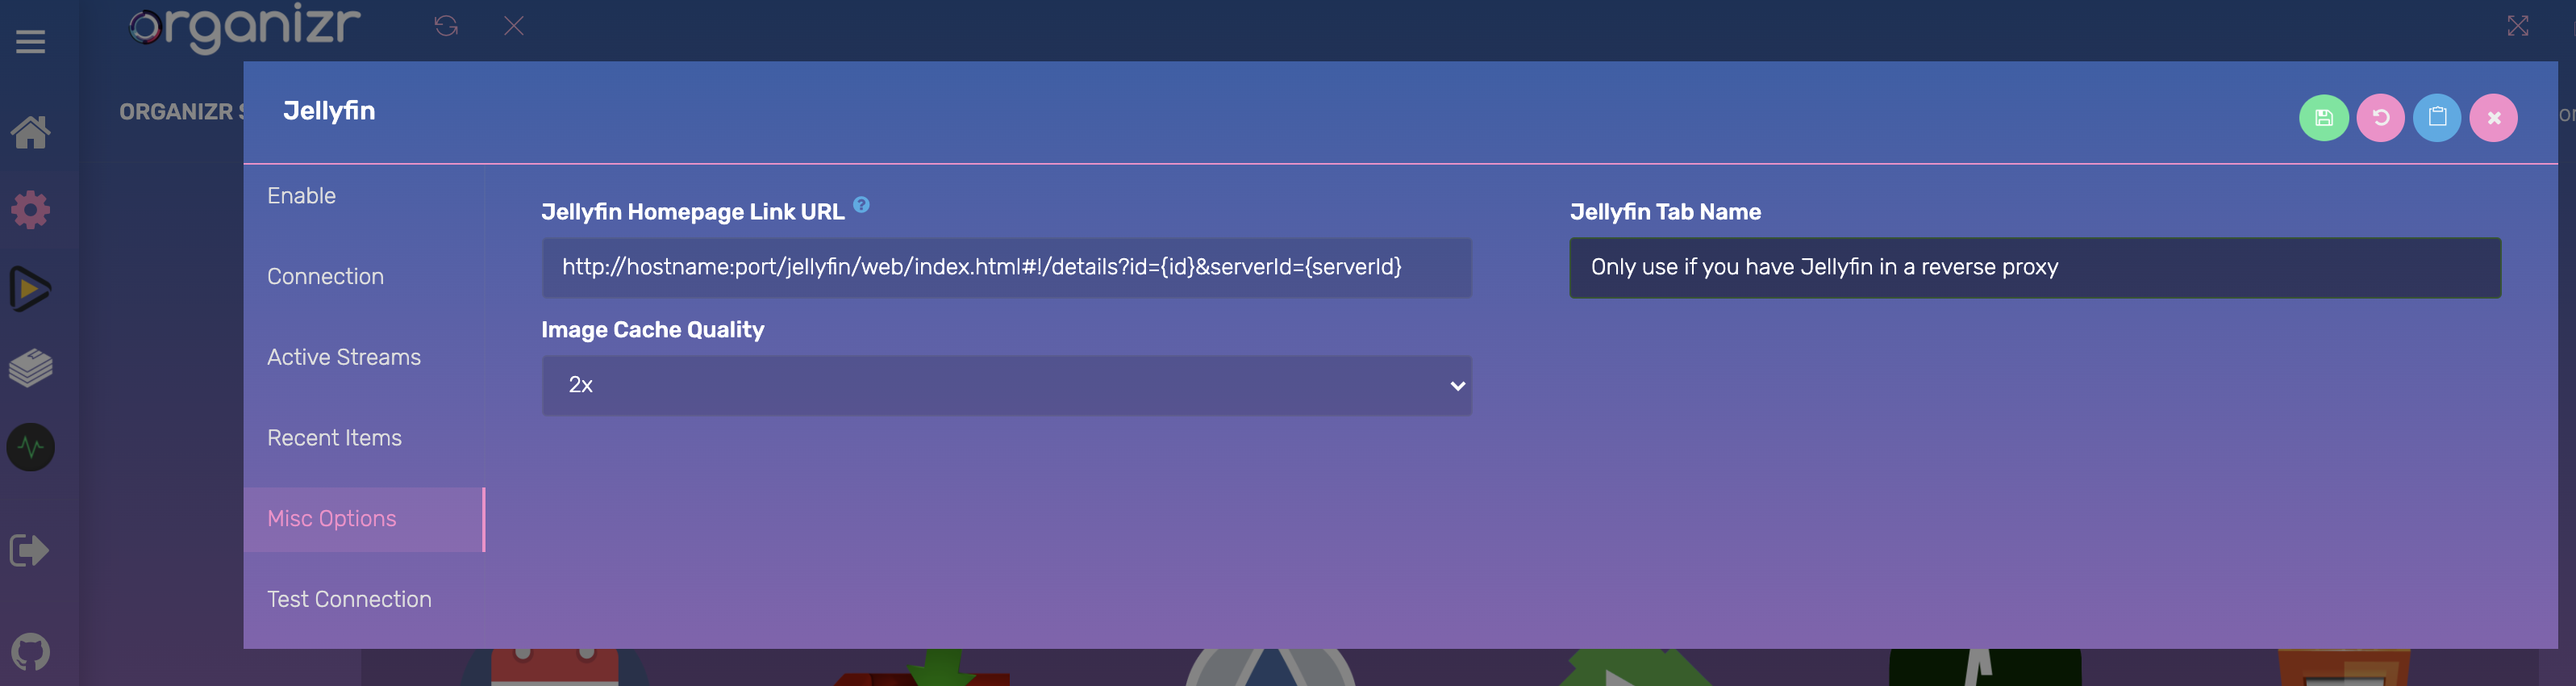 organizr
ORGANIZR
Jellyfin
Enable
Connection
Active Streams
Recent Items
Misc Options
Test Connection
Jellyfin Homepage Link URL
http://hostname:port/jellyfin/web/index.html#!/details?id={id}&serverId={serverId}
Image Cache Quality
2x
Jellyfin Tab Name
Only use if you have Jellyfin in a reverse proxy